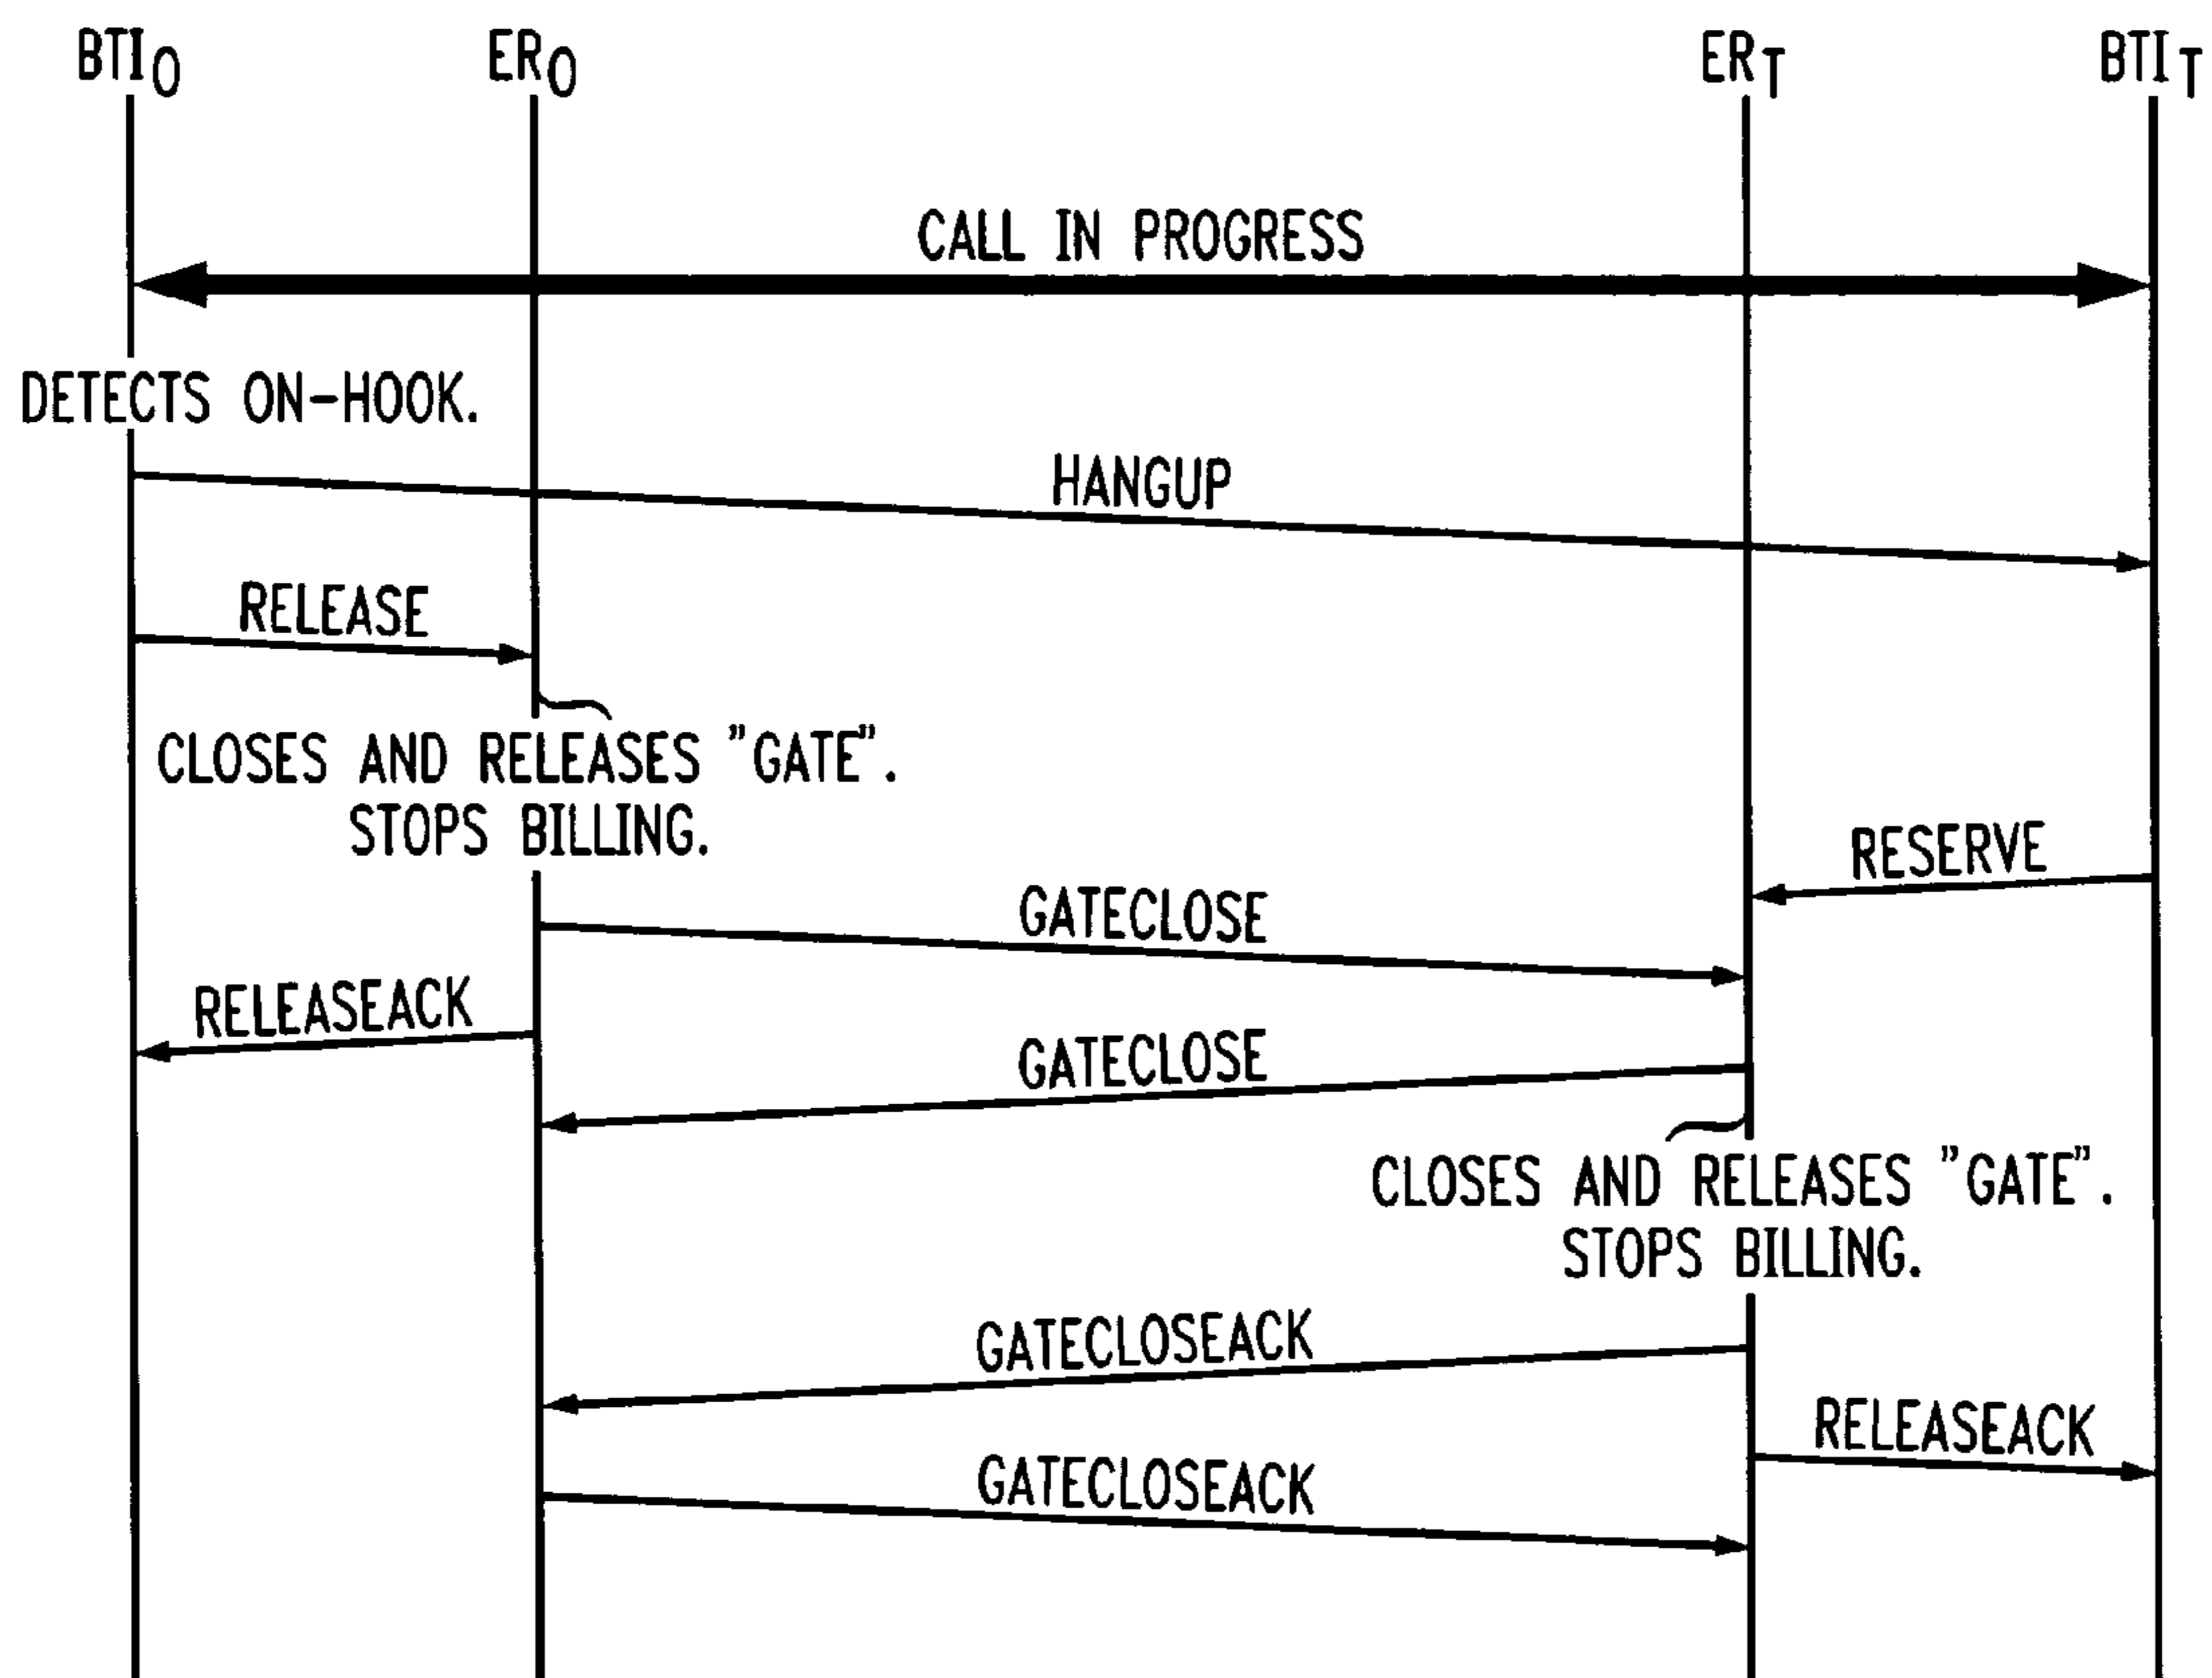 BTIO
ERO
ERT
BTIT
CALL IN PROGRESS
DETECTS ON-HOOK.
HANGUP
RELEASE
CLOSES AND RELEASES "GATE".
STOPS BILLING.
RESERVE
GATECLOSE
RELEASEACK
GATECLOSE
CLOSES AND RELEASES "GATE".
STOPS BILLING.
GATECLOSEACK
RELEASEACK
GATECLOSEACK